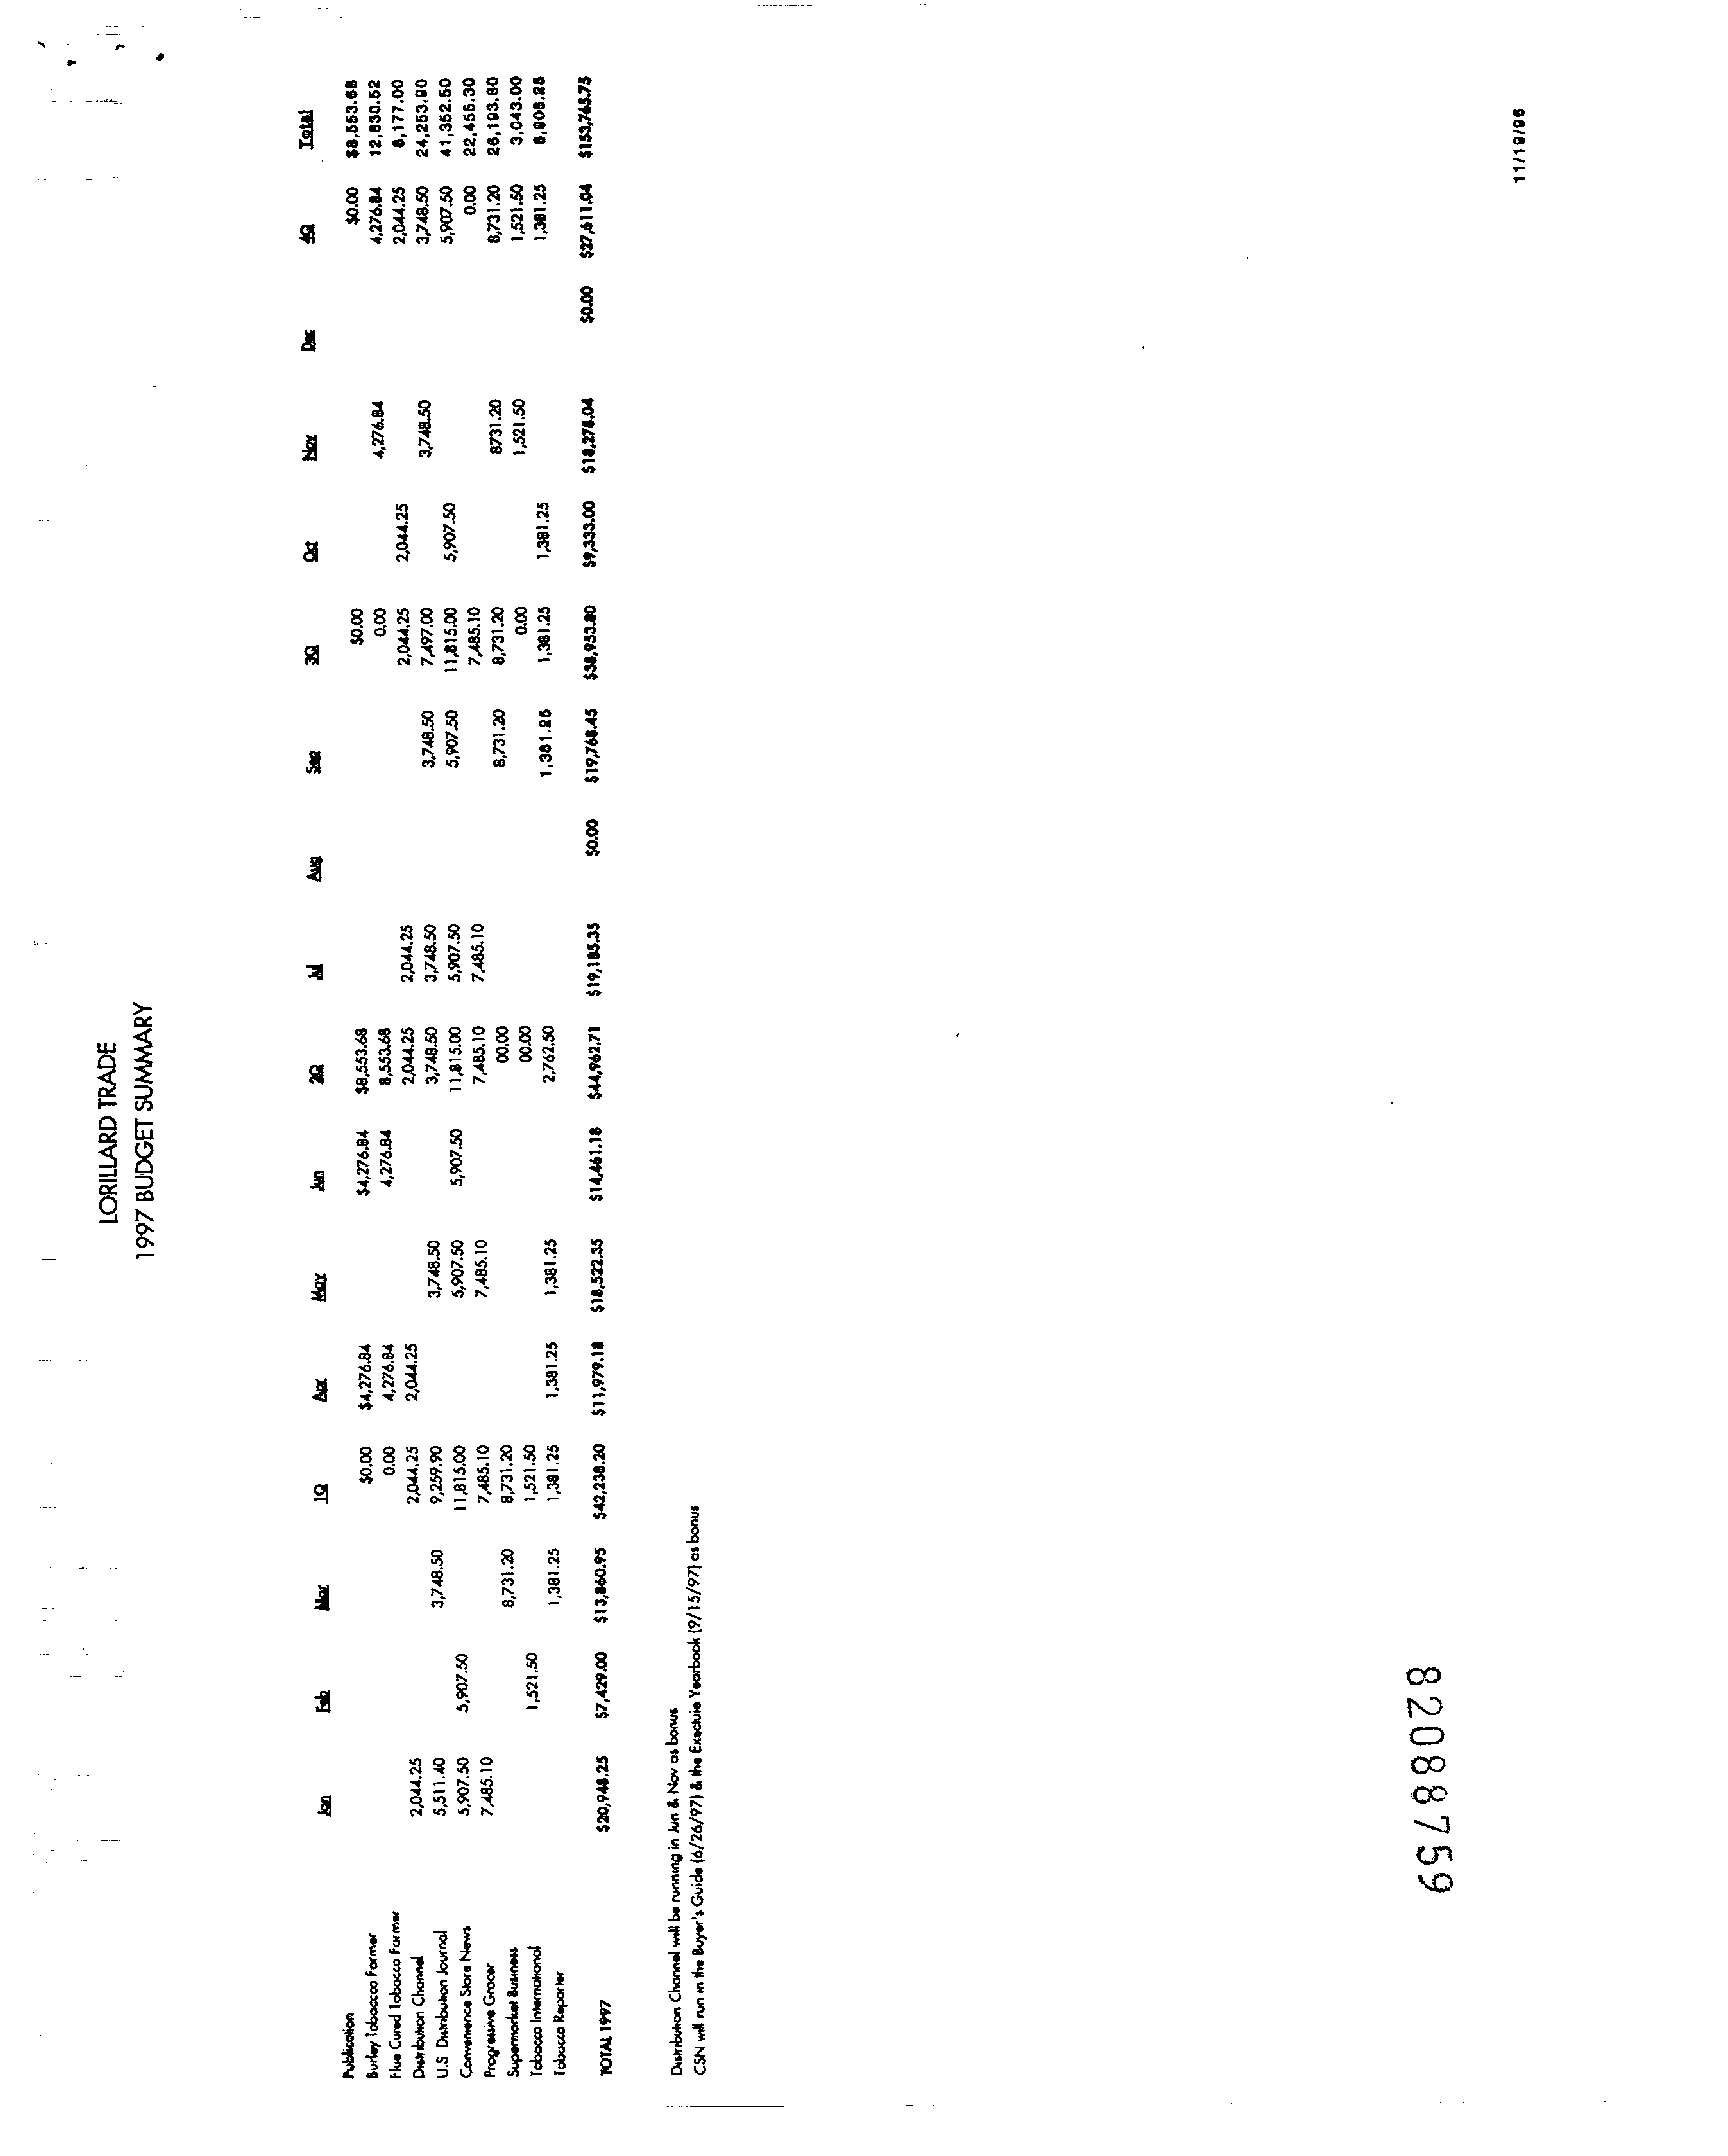 LORILLARD TRADE
1997 BUDGET SUMMARY
Jan Feb Mar 1Q Apr May Jun 2Q Jul Aug Sep 3Q Oct Nov Dec 4Q Total
Publication
Burley Tobacco Farmer $0.00 $4,276.84 $4,276.84 $8,553.68 $0.00 $0.00 $8,553.68
Flue Cured Tobacco Farmer 0.00 4,276.84 4,276.84 8,553.68 0.00 4,276.84 4,276.84 12,830.52
Distribution Channel 2,044.25 2,044.25 2,044.25 2,044.25 2,044.25 2,044.25 2,044.25 2,044.25 8,177.00
U.S Distribution Journal 5,511.40 3,748.50 9,259.90 3,748.50 3,748.50 3,748.50 3,748.50 7,497.00 3,748.50 3,748.50 24,253.90
Convenience Store News 5,907.50 5,907.50 11,815.00 5,907.50 5,907.50 11,815.00 5,907.50 5,907.50 11,815.00 5,907.50 5,907.50 41,352.50
Progressive Grocer 7,485.10 7,485.10 7,485.10 7,485.10 7,485.10 7,485.10 0.00 22,455.30
Supermarket Business 8,731.20 8,731.20 00.00 8,731.20 8,731.20 8731.20 8,731.20 26,193.60
Tobacco International 1,521.50 1,521.50 00.00 0.00 1,521.50 1,521.50 3,043.00
Tobacco Reporter 1,381.25 1,381.25 1,381.25 1,381.25 2,762.50 1,381.25 1,381.25 1,381.25 1,381.25 6,906.25
TOTAL 1997 $20,948.25 $7,429.00 $13,860.95 $42,238.20 $11,979.18 $18,522.35 $14,461.18 $44,962.71 $19,185.35 $0.00 $19,768.45 $38,953.80 $9,333.00 $18,278.04 $0.00 $27,611.04 $153,765.75
Distribution Channel will be running in Jun & Nov as bonus
CSN will run in the Buyer's Guide (6/26/97) & the Exectuie Yearbook (9/15/97) as bonus
82088759
11/19/96